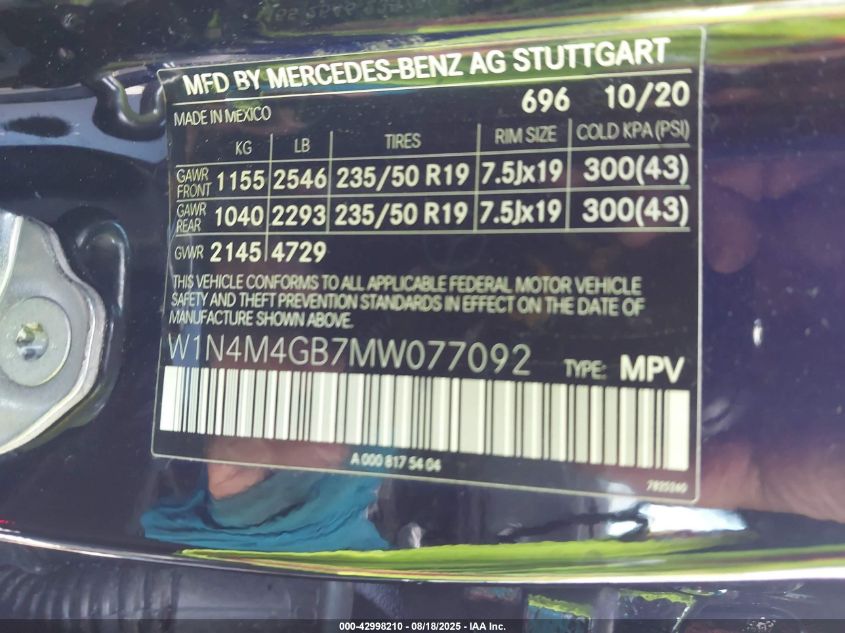 MFD BY MERCEDES-BENZ AG STUTTGART
MADE IN MEXICO 696 10/20
KG LB TIRES RIM SIZE COLD KPA (PSI)
GAWR FRONT 1155 2546 235/50 R19 7.5Jx19 300(43)
GAWR REAR 1040 2293 235/50 R19 7.5Jx19 300(43)
GVWR 2145 4729
THIS VEHICLE CONFORMS TO ALL APPLICABLE FEDERAL MOTOR VEHICLE
SAFETY AND THEFT PREVENTION STANDARDS IN EFFECT ON THE DATE OF
MANUFACTURE SHOWN ABOVE.
W1N4M4GB7MW077092 TYPE: MPV
A 000 817 54 04
000-42998210 - 08/18/2025 - IAA Inc.